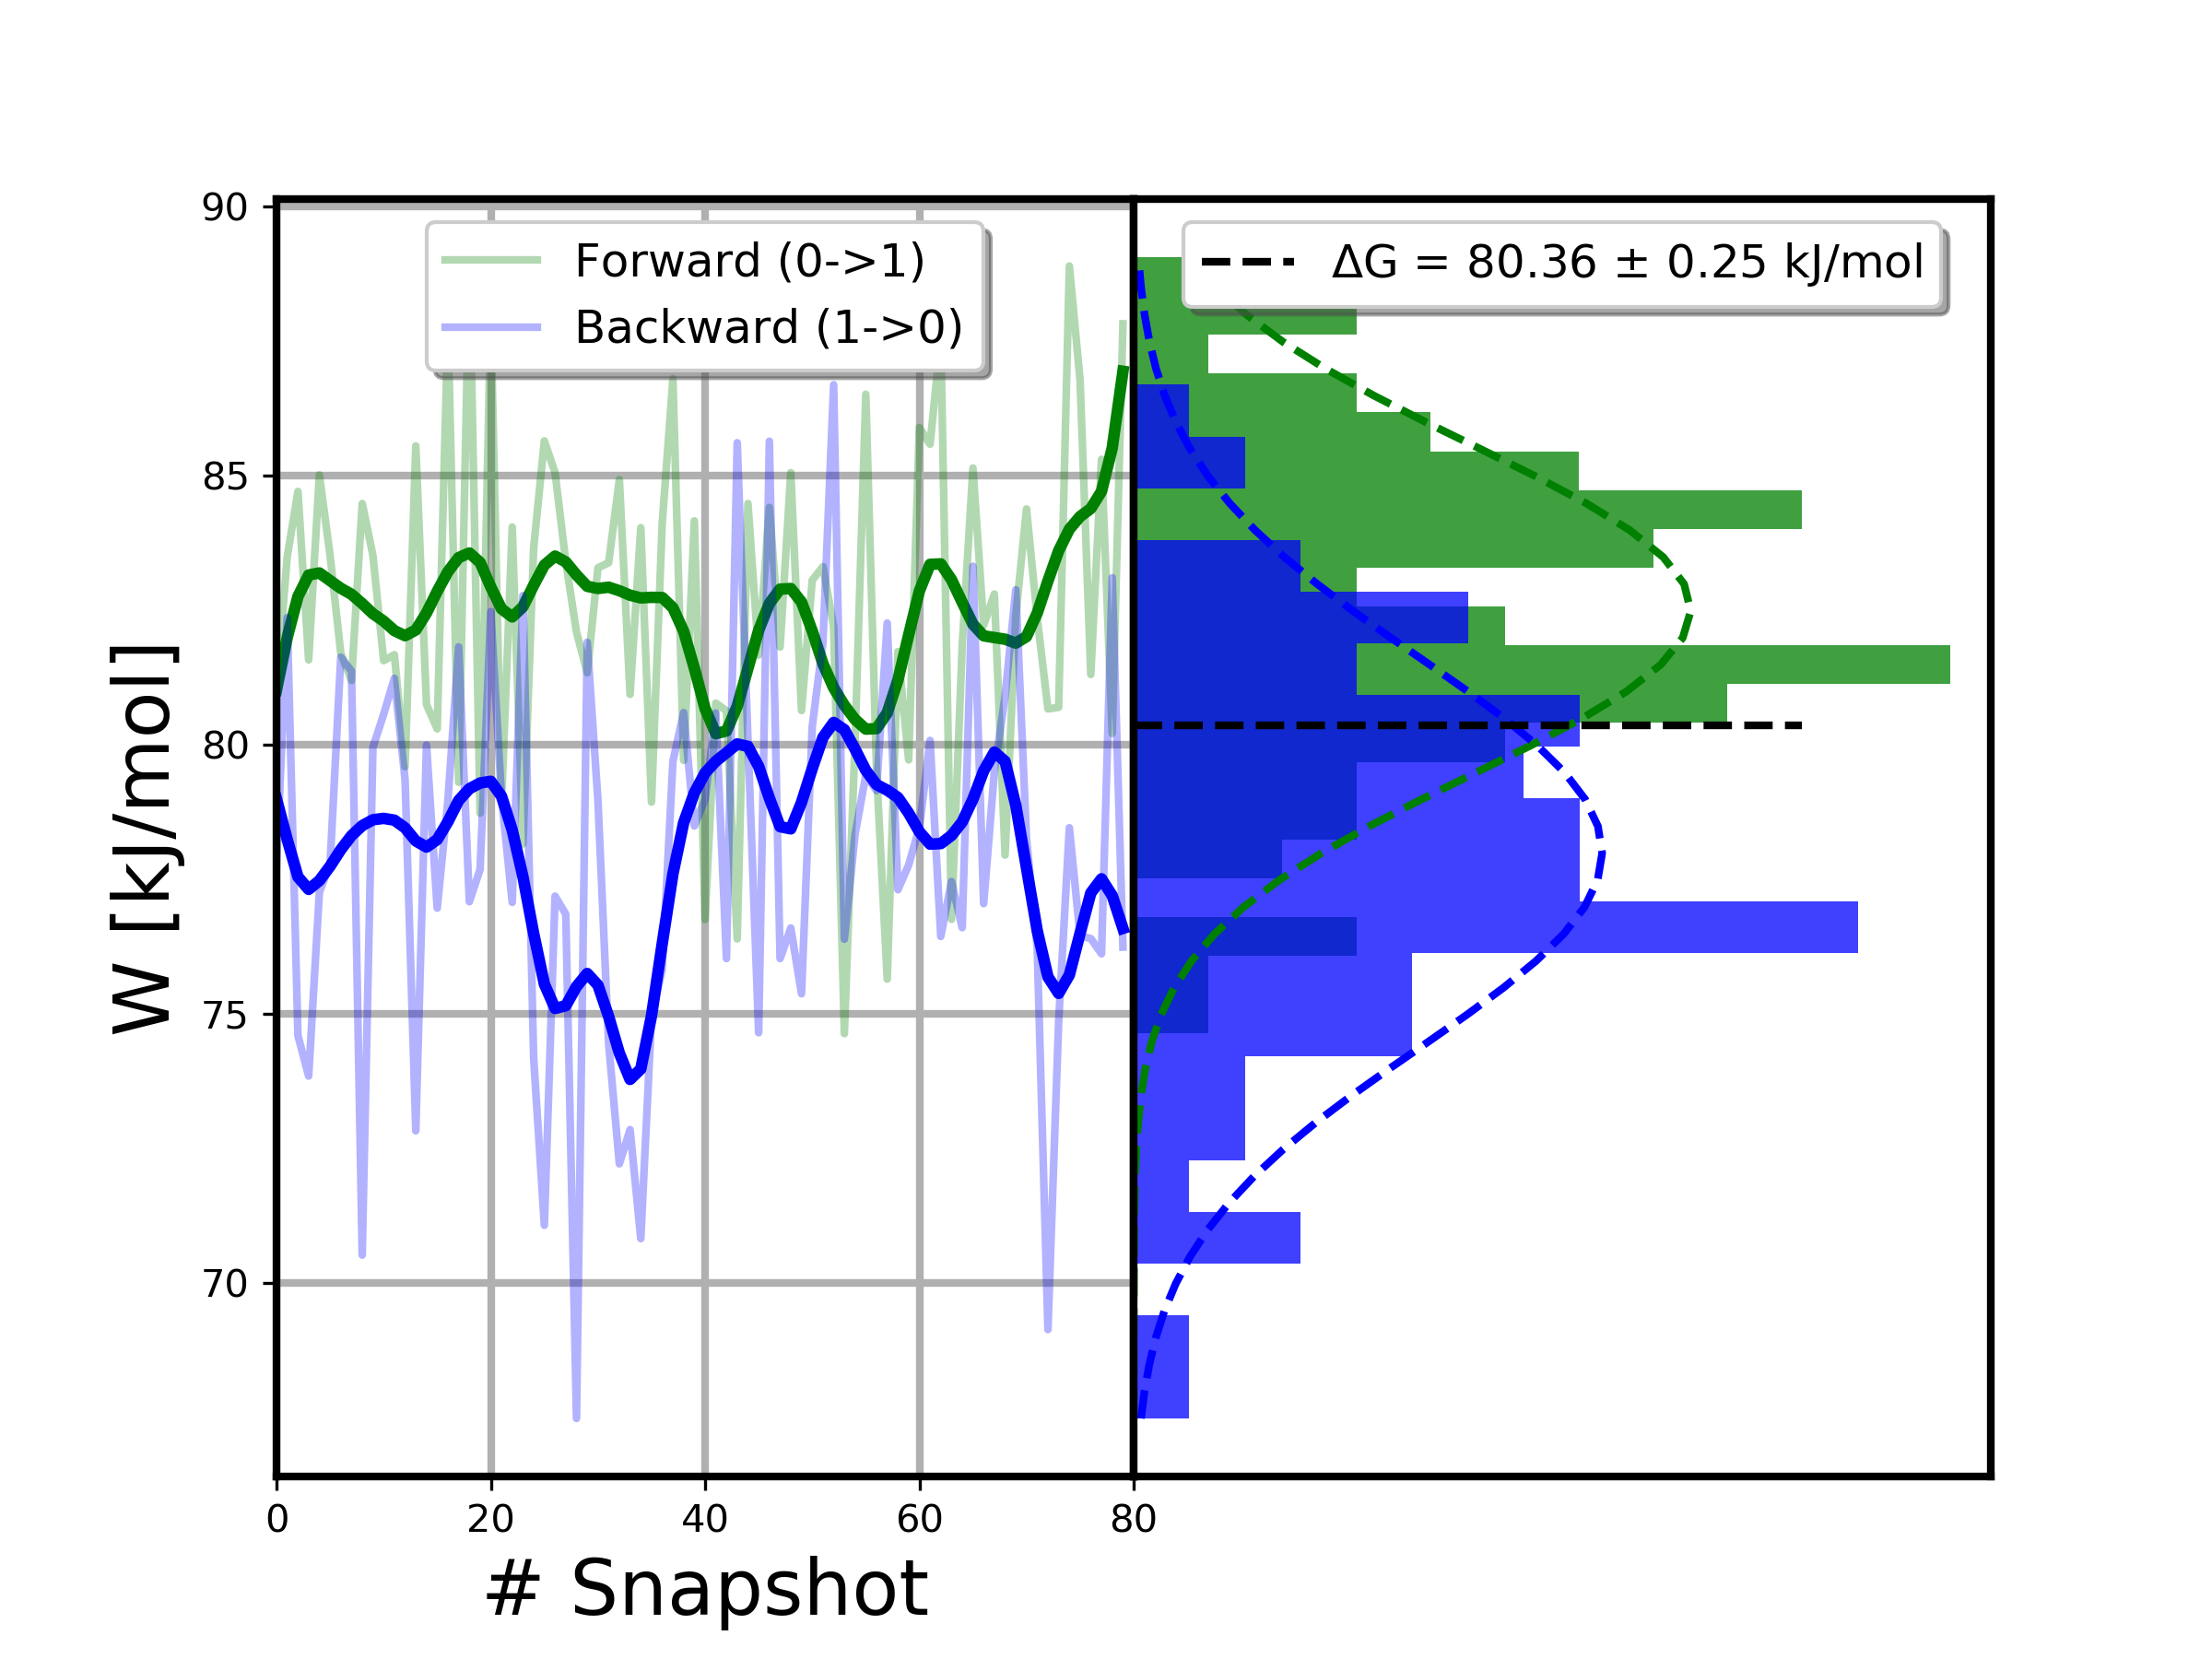 Forward (0->1)
Backward (1->0)
ΔG = 80.36 ± 0.25 kJ/mol
W [kJ/mol]
90
85
80
75
70
0 20 40 60 80
# Snapshot